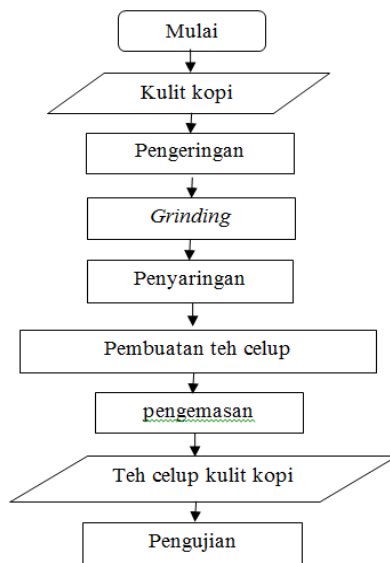 Mulai
Kulit kopi
Pengeringan
Grinding
Penyaringan
Pembuatan teh celup
pengemasan
Teh celup kulit kopi
Pengujian